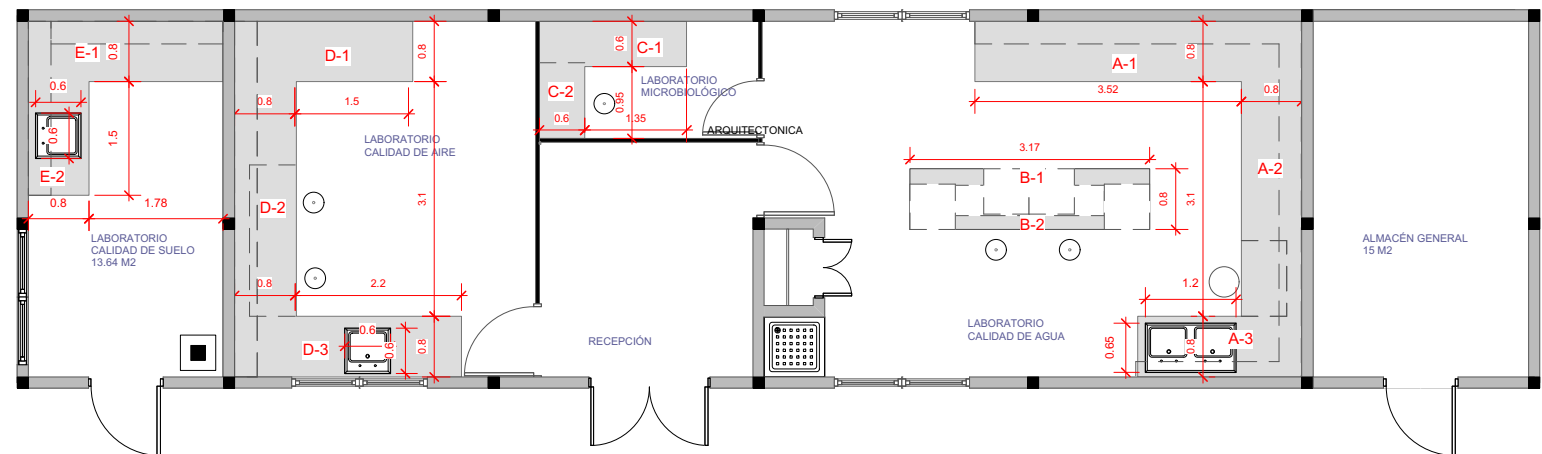 E-1
0.8
0.6
0.6
1.5
E-2
0.8
1.78
LABORATORIO
CALIDAD DE SUELO
13.64 M2
D-1
0.8
0.8
1.5
LABORATORIO
CALIDAD DE AIRE
D-2
3.1
0.8
2.2
D-3
0.6
0.6
0.8
C-1
0.6
LABORATORIO
MICROBIOLÓGICO
C-2
0.95
0.6
1.35
ARQUITECTONICA
RECEPCIÓN
A-1
0.8
3.52
0.8
3.17
B-1
B-2
0.8
A-2
3.1
1.2
LABORATORIO
CALIDAD DE AGUA
0.65
0.8
A-3
ALMACÉN GENERAL
15 M2